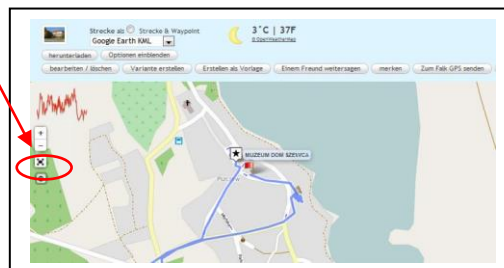 Strecke als Strecke & Waypoint
Google Earth KML
3°C | 37F
© OpenWeatherMap
herunterladen Optionen einblenden
bearbeiten / löschen Variante erstellen Erstellen als Vorlage Einem Freund weitersagen merken Zum Falk GPS senden
+
−
MUZEUM DOM SZEWCA